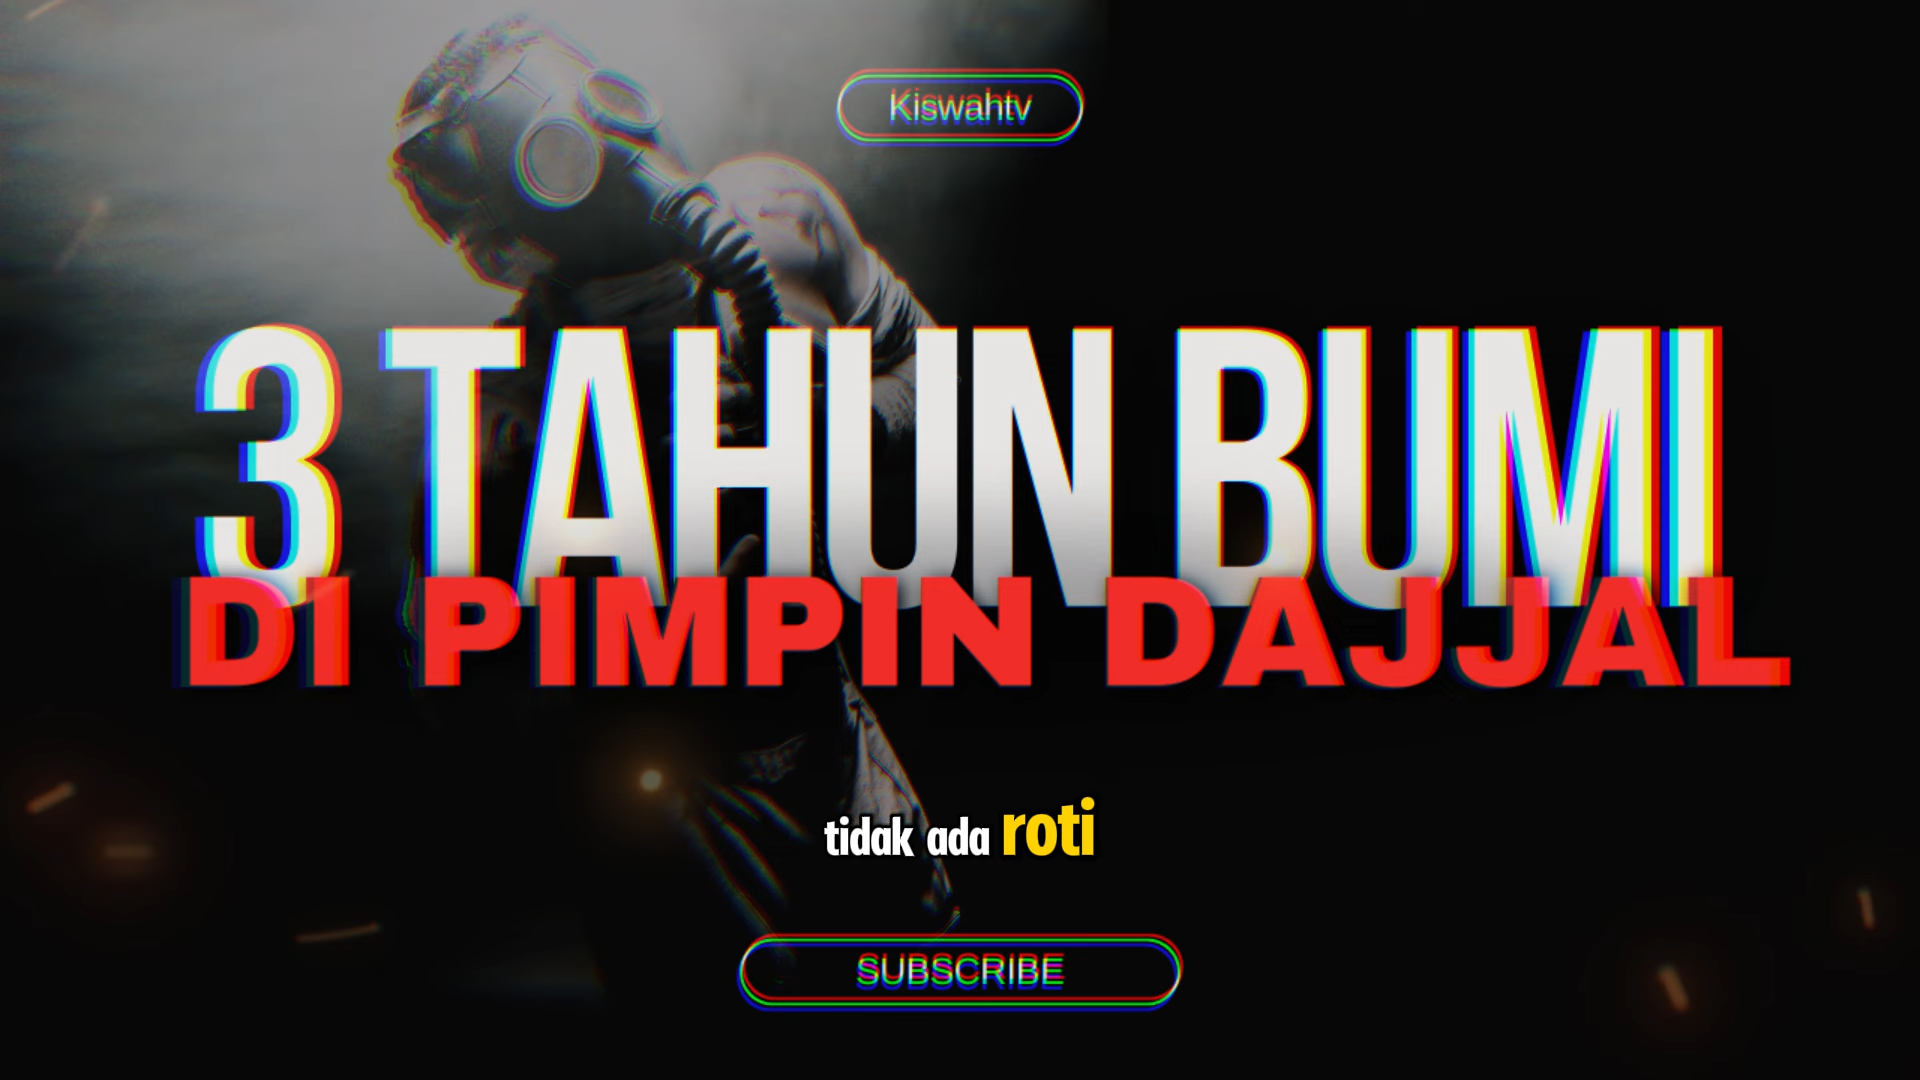 Kiswahtv
3 TAHUN BUMI
DI PIMPIN DAJJAL
tidak ada roti
SUBSCRIBE